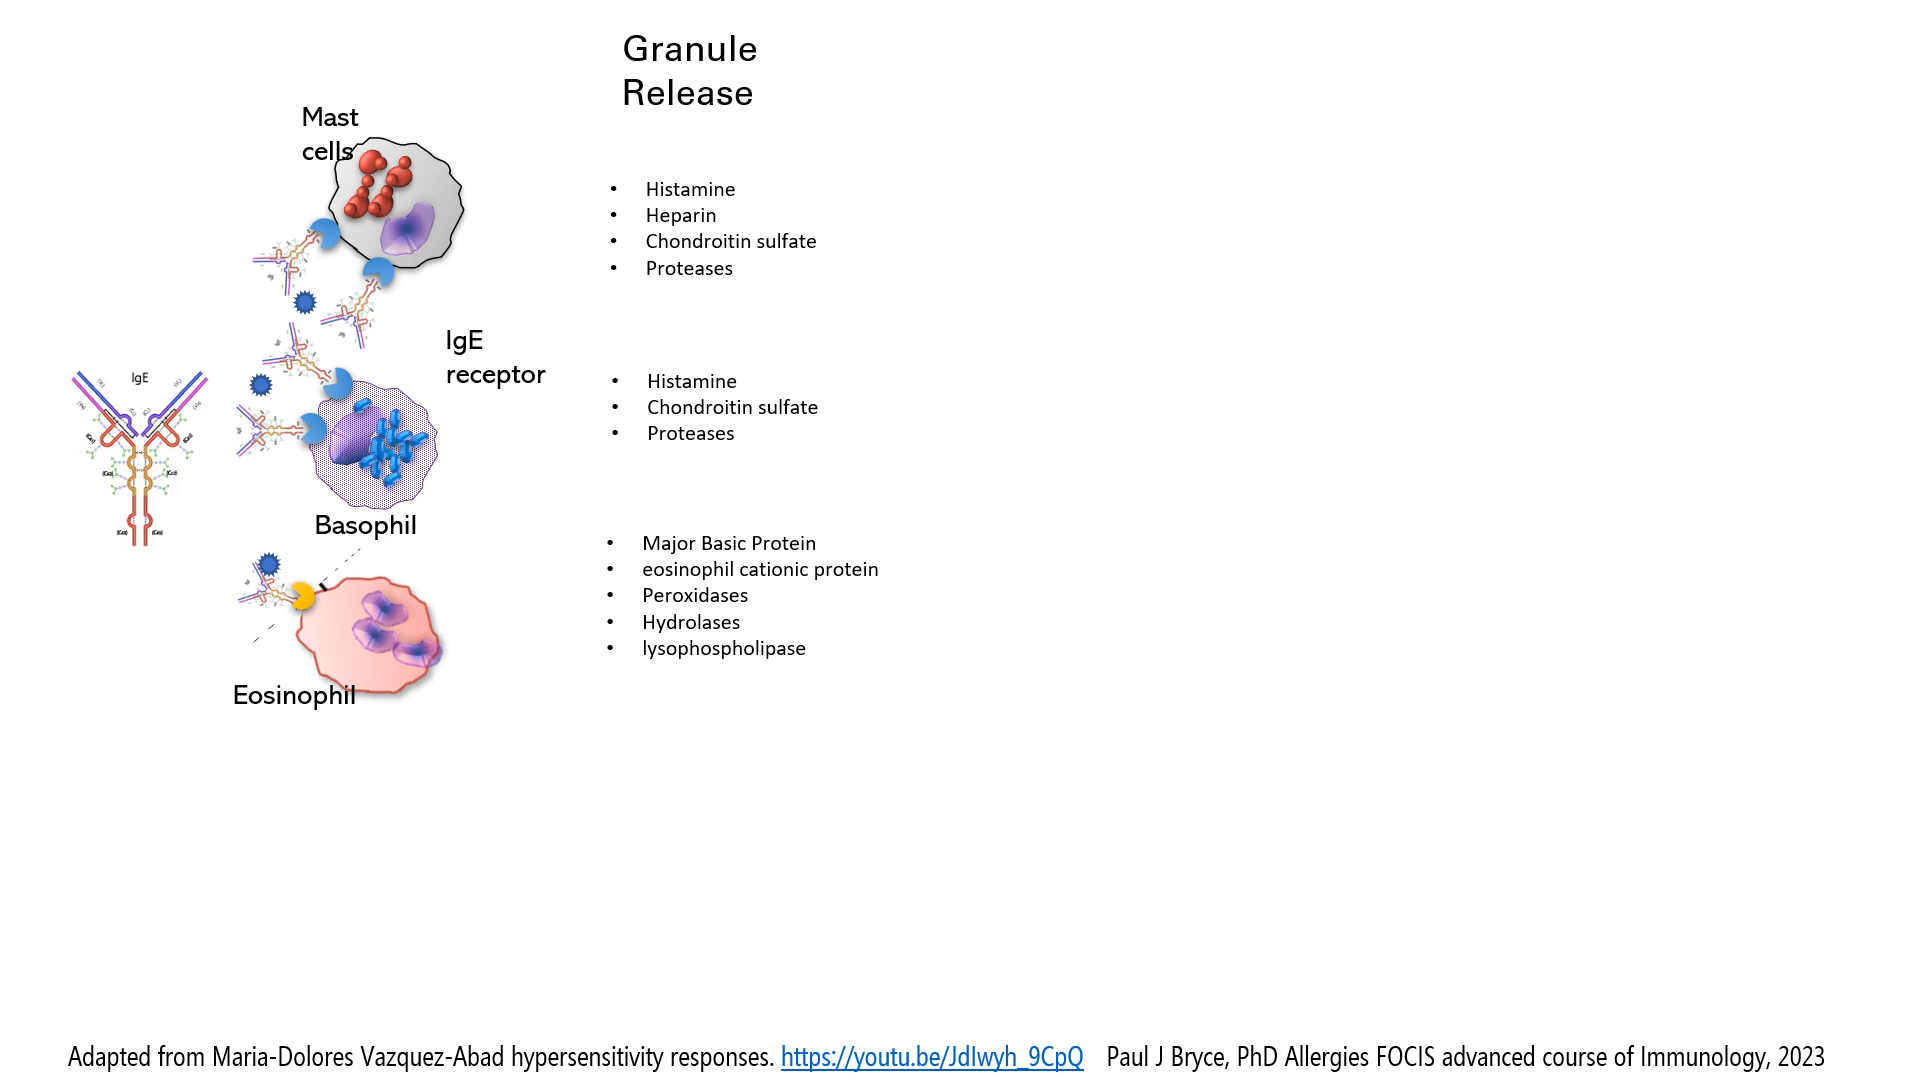 Granule
Release
Mast
cells
• Histamine
• Heparin
• Chondroitin sulfate
• Proteases
IgE
receptor
IgE
• Histamine
• Chondroitin sulfate
• Proteases
Basophil
• Major Basic Protein
• eosinophil cationic protein
• Peroxidases
• Hydrolases
• lysophospholipase
Eosinophil
Adapted from Maria-Dolores Vazquez-Abad hypersensitivity responses. https://youtu.be/JdIwyh_9CpQ Paul J Bryce, PhD Allergies FOCIS advanced course of Immunology, 2023